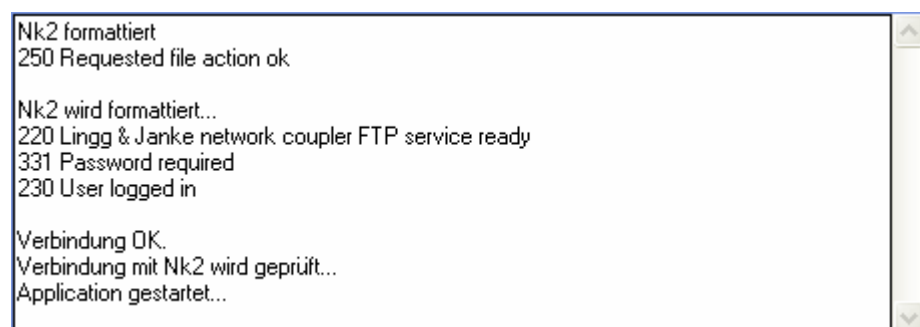 Nk2 formattiert
250 Requested file action ok
Nk2 wird formattiert...
220 Lingg & Janke network coupler FTP service ready
331 Password required
230 User logged in
Verbindung OK.
Verbindung mit Nk2 wird geprüft...
Application gestartet...